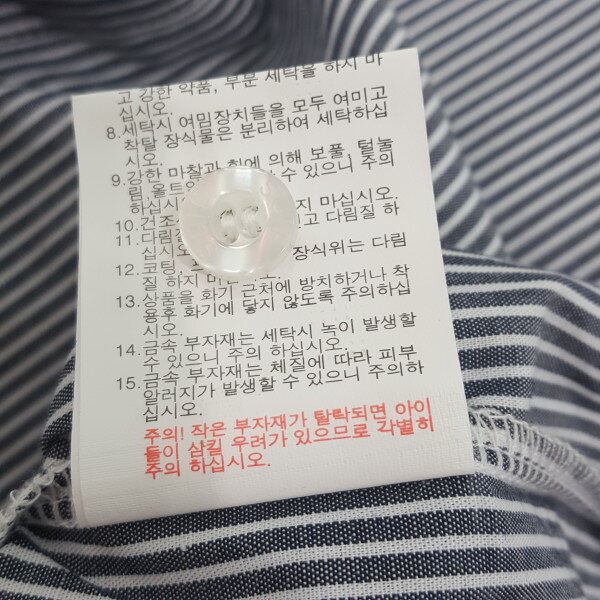 고 강한 약품, 부분 세탁을 하지 마
십시오.
8.세탁시 여밈장치들을 모두 여미고
착탈 장식물은 분리하여 세탁하십
시오.
9.강한 마찰과 힘에 의해 보풀, 털눌
림 올트 수 있으니 주의
하십시
10.건조 지 마십시오.
11.다림질 고 다림질 하
십시오
12.코팅, 장식위는 다림
질 하지 마
13.상품을 화기 근처에 방치하거나 착
용후 화기에 닿지 않도록 주의하십
시오.
14.금속 부자재는 세탁시 녹이 발생할
수 있으니 주의 하십시오.
15.금속 부자재는 체질에 따라 피부
알러지가 발생할 수 있으니 주의하
십시오.
주의! 작은 부자재가 탈락되면 아이
들이 삼킬 우려가 있으므로 각별히
주의 하십시오.